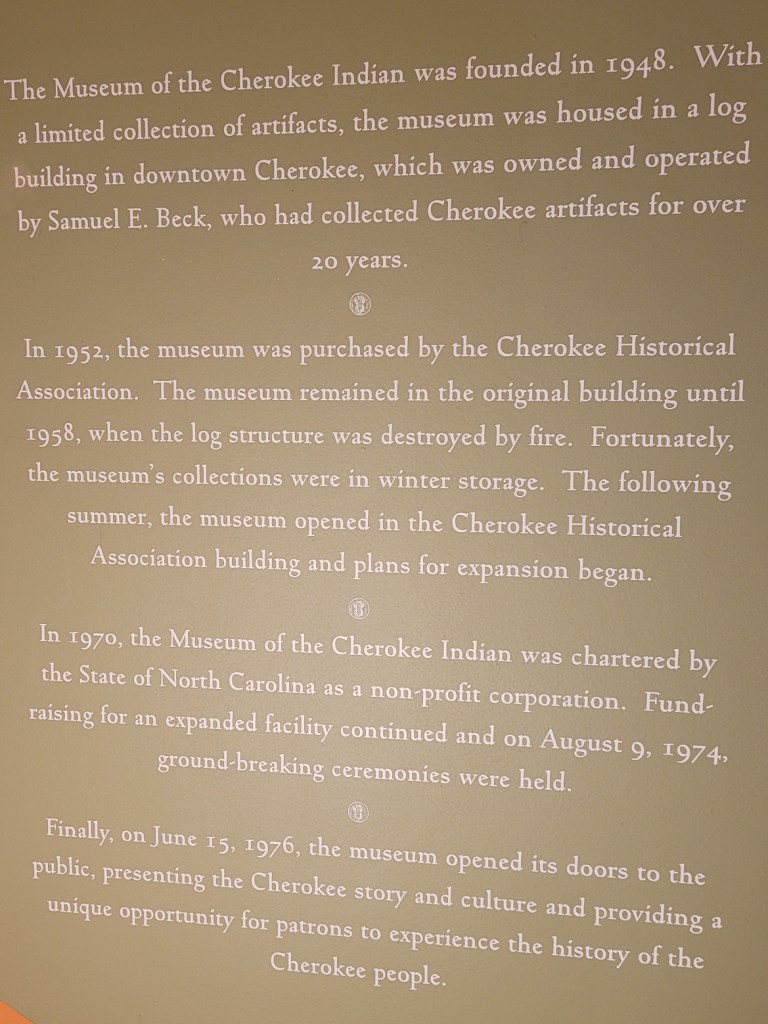 The Museum of the Cherokee Indian was founded in 1948. With
a limited collection of artifacts, the museum was housed in a log
building in downtown Cherokee, which was owned and operated
by Samuel E. Beck, who had collected Cherokee artifacts for over
20 years.
In 1952, the museum was purchased by the Cherokee Historical
Association. The museum remained in the original building until
1958, when the log structure was destroyed by fire. Fortunately,
the museum's collections were in winter storage. The following
summer, the museum opened in the Cherokee Historical
Association building and plans for expansion began.
In 1970, the Museum of the Cherokee Indian was chartered by
the State of North Carolina as a non-profit corporation. Fund-
raising for an expanded facility continued and on August 9, 1974,
ground-breaking ceremonies were held.
Finally, on June 15, 1976, the museum opened its doors to the
public, presenting the Cherokee story and culture and providing a
unique opportunity for patrons to experience the history of the
Cherokee people.